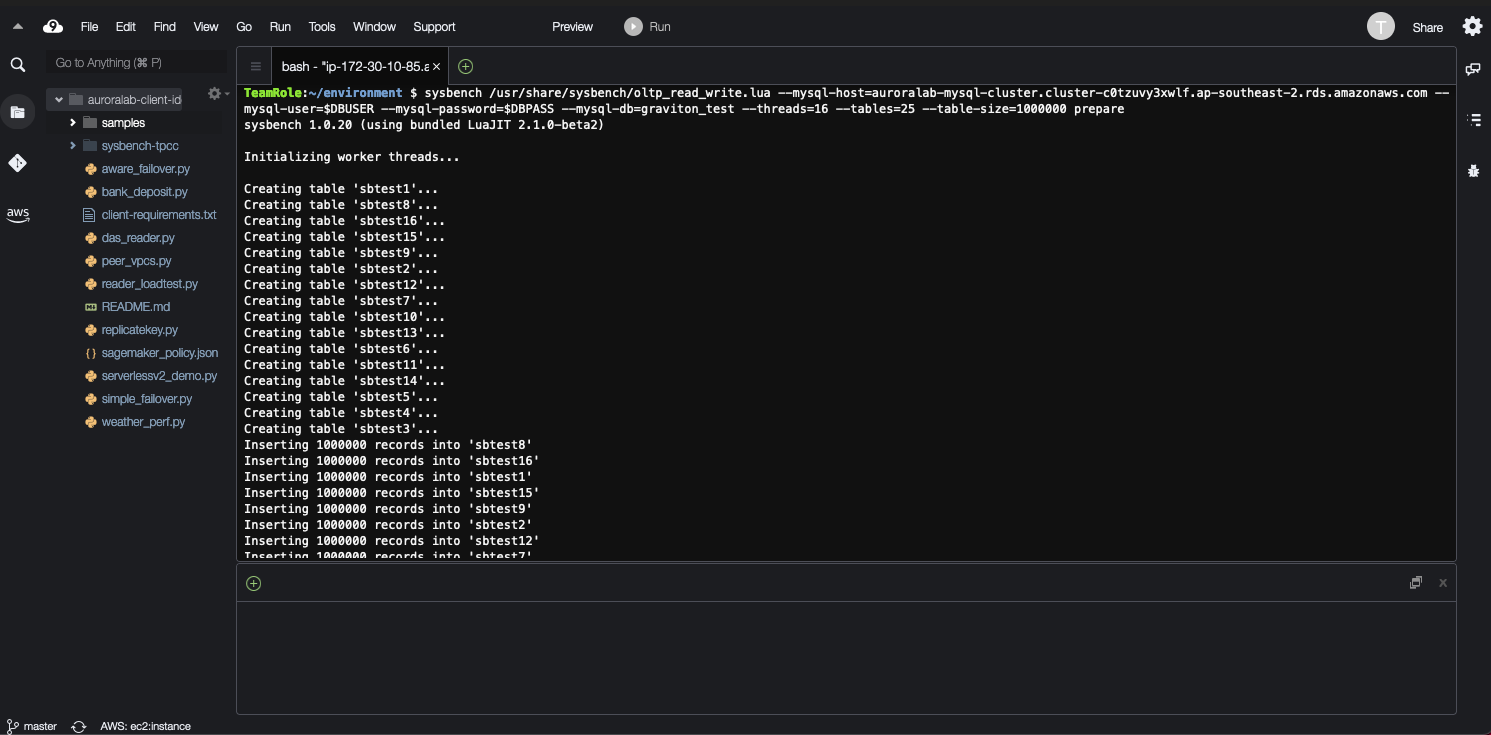 File Edit Find View Go Run Tools Window Support Preview Run T Share
Go to Anything (⌘ P)
bash - "ip-172-30-10-85.a ×
auroralab-client-id
samples
sysbench-tpcc
aware_failover.py
bank_deposit.py
client-requirements.txt
das_reader.py
peer_vpcs.py
reader_loadtest.py
README.md
replicatekey.py
sagemaker_policy.json
serverlessv2_demo.py
simple_failover.py
weather_perf.py
aws
TeamRole:~/environment $ sysbench /usr/share/sysbench/oltp_read_write.lua --mysql-host=auroralab-mysql-cluster.cluster-c0tzuvy3xwlf.ap-southeast-2.rds.amazonaws.com --
mysql-user=$DBUSER --mysql-password=$DBPASS --mysql-db=graviton_test --threads=16 --tables=25 --table-size=1000000 prepare
sysbench 1.0.20 (using bundled LuaJIT 2.1.0-beta2)
Initializing worker threads...
Creating table 'sbtest1'...
Creating table 'sbtest8'...
Creating table 'sbtest16'...
Creating table 'sbtest15'...
Creating table 'sbtest9'...
Creating table 'sbtest2'...
Creating table 'sbtest12'...
Creating table 'sbtest7'...
Creating table 'sbtest10'...
Creating table 'sbtest13'...
Creating table 'sbtest6'...
Creating table 'sbtest11'...
Creating table 'sbtest14'...
Creating table 'sbtest5'...
Creating table 'sbtest4'...
Creating table 'sbtest3'...
Inserting 1000000 records into 'sbtest8'
Inserting 1000000 records into 'sbtest16'
Inserting 1000000 records into 'sbtest1'
Inserting 1000000 records into 'sbtest15'
Inserting 1000000 records into 'sbtest9'
Inserting 1000000 records into 'sbtest2'
Inserting 1000000 records into 'sbtest12'
Inserting 1000000 records into 'sbtest7'
master AWS: ec2:instance